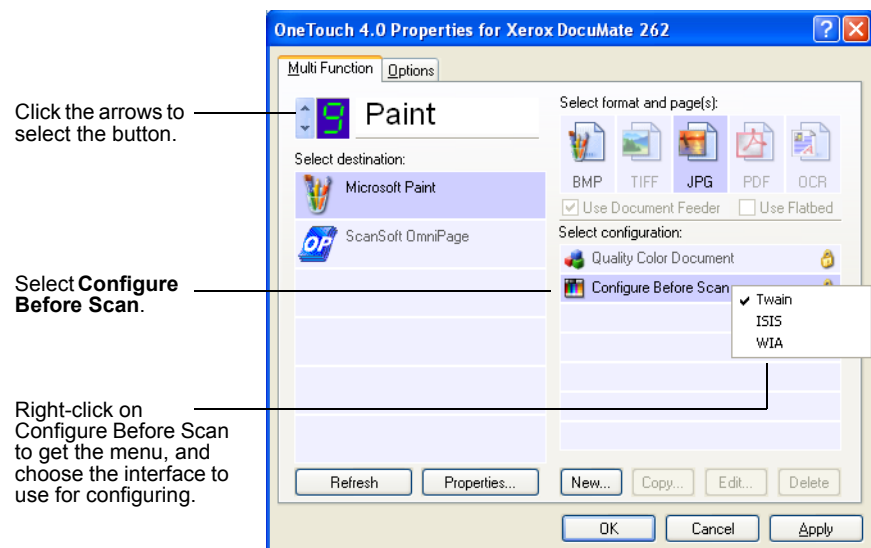 OneTouch 4.0 Properties for Xerox DocuMate 262
Multi Function
Options
Click the arrows to
select the button.
9
Paint
Select destination:
Microsoft Paint
OP
ScanSoft OmniPage
Select format and page(s):
BMP
TIFF
JPG
PDF
OCR
Use Document Feeder
Use Flatbed
Select configuration:
Quality Color Document
Configure Before Scan
Twain
ISIS
WIA
Select Configure
Before Scan.
Right-click on
Configure Before Scan
to get the menu, and
choose the interface to
use for configuring.
Refresh
Properties...
New...
Copy...
Edit...
Delete
OK
Cancel
Apply